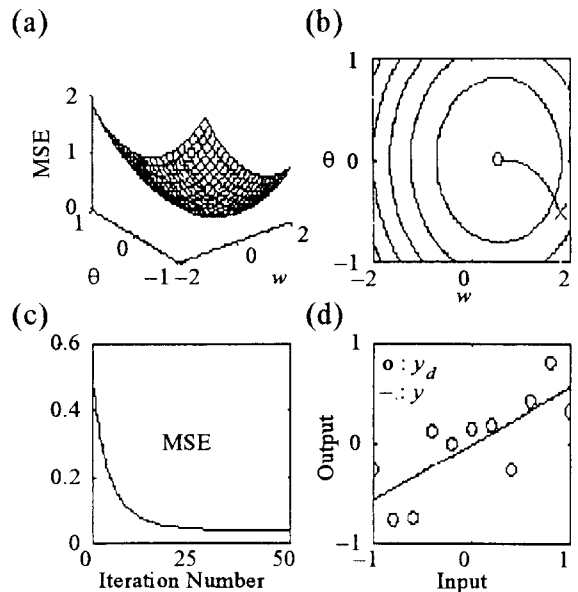 (a)
MSE
2
1
0
1
0
−1
θ
−2
0
2
w
(b)
1
θ 0
−1
−2
0
2
w
(c)
0.6
0.4
0.2
0
MSE
0
25
50
Iteration Number
(d)
1
0
−1
Output
o : y_d
− : y
−1
0
1
Input